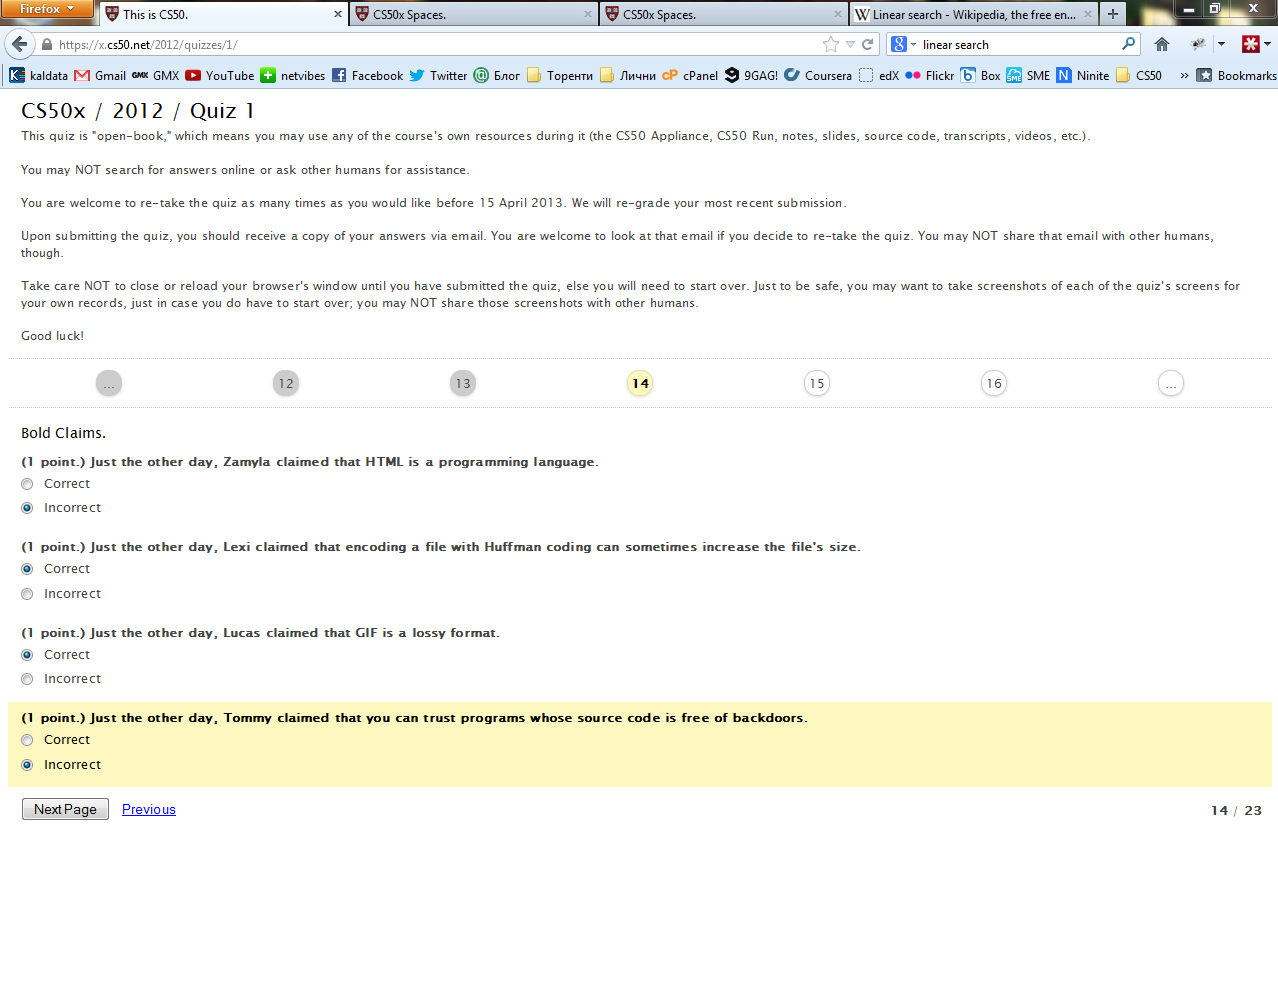 Firefox
This is CS50.
CS50x Spaces.
CS50x Spaces.
W Linear search - Wikipedia, the free en...
https://x.cs50.net/2012/quizzes/1/
linear search
kaldata Gmail GMX GMX YouTube netvibes Facebook Twitter Блог Торенти Лични cP cPanel 9GAG! Coursera edX Flickr Box SME SME N Ninite CS50 » Bookmarks
CS50x / 2012 / Quiz 1
This quiz is "open-book," which means you may use any of the course's own resources during it (the CS50 Appliance, CS50 Run, notes, slides, source code, transcripts, videos, etc.).
You may NOT search for answers online or ask other humans for assistance.
You are welcome to re-take the quiz as many times as you would like before 15 April 2013. We will re-grade your most recent submission.
Upon submitting the quiz, you should receive a copy of your answers via email. You are welcome to look at that email if you decide to re-take the quiz. You may NOT share that email with other humans,
though.
Take care NOT to close or reload your browser's window until you have submitted the quiz, else you will need to start over. Just to be safe, you may want to take screenshots of each of the quiz's screens for
your own records, just in case you do have to start over; you may NOT share those screenshots with other humans.
Good luck!
... 12 13 14 15 16 ...
Bold Claims.
(1 point.) Just the other day, Zamyla claimed that HTML is a programming language.
Correct
Incorrect
(1 point.) Just the other day, Lexi claimed that encoding a file with Huffman coding can sometimes increase the file's size.
Correct
Incorrect
(1 point.) Just the other day, Lucas claimed that GIF is a lossy format.
Correct
Incorrect
(1 point.) Just the other day, Tommy claimed that you can trust programs whose source code is free of backdoors.
Correct
Incorrect
Next Page Previous
14 / 23